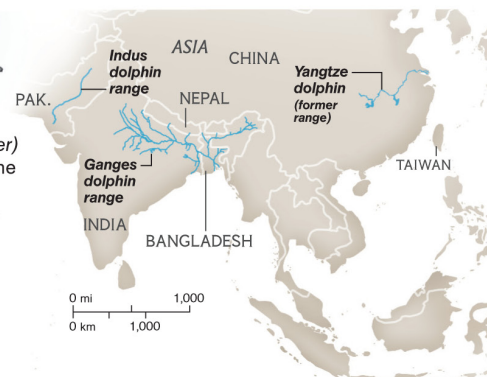 Indus
dolphin
range
ASIA
CHINA
Yangtze
dolphin
(former
range)
PAK.
NEPAL
er)
ne
Ganges
dolphin
range
TAIWAN
INDIA
BANGLADESH
0 mi 1,000
0 km 1,000